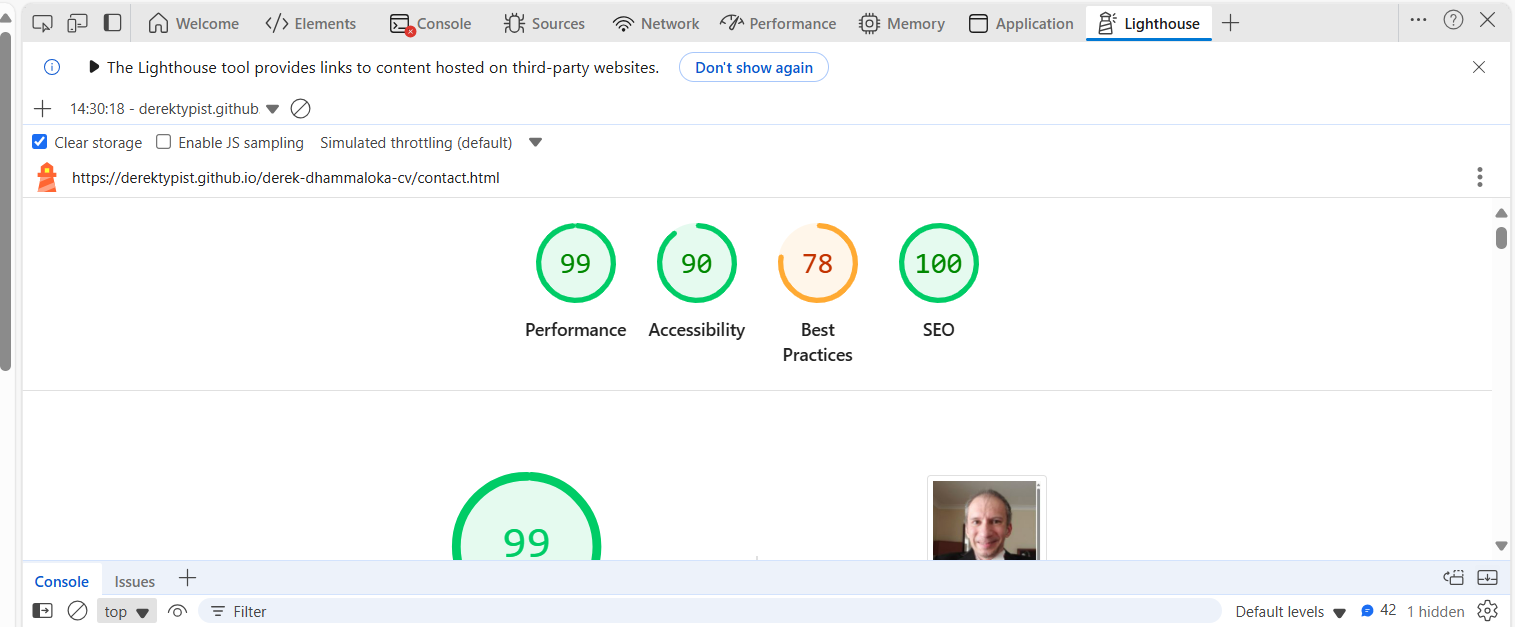 Welcome Elements Console Sources Network Performance Memory Application Lighthouse
The Lighthouse tool provides links to content hosted on third-party websites. Don't show again
14:30:18 - derektypist.github
Clear storage Enable JS sampling Simulated throttling (default)
https://derektypist.github.io/derek-dhammaloka-cv/contact.html
99 90 78 100
Performance Accessibility Best Practices SEO
99
Console Issues
top Filter Default levels 42 1 hidden